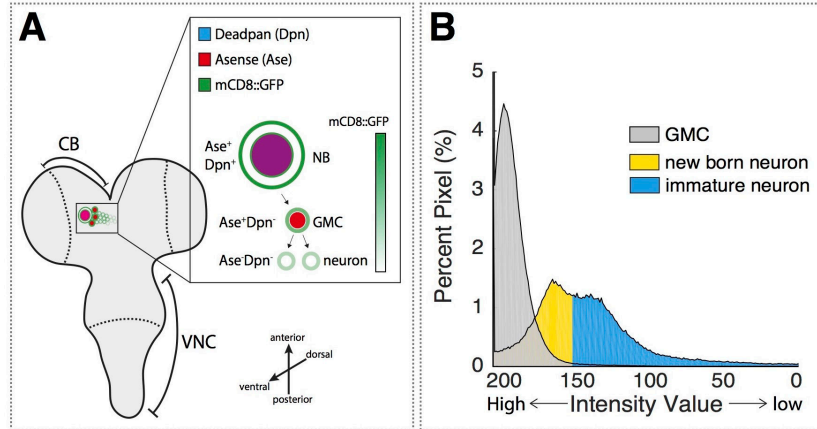 A
Deadpan (Dpn)
Asense (Ase)
mCD8::GFP
mCD8::GFP
Ase+
Dpn+
NB
Ase+Dpn-
GMC
Ase-Dpn-
neuron
CB
VNC
anterior
dorsal
ventral
posterior
B
Percent Pixel (%)
5
4
3
2
1
0
GMC
new born neuron
immature neuron
200 150 100 50 0
High ←Intensity Value → low